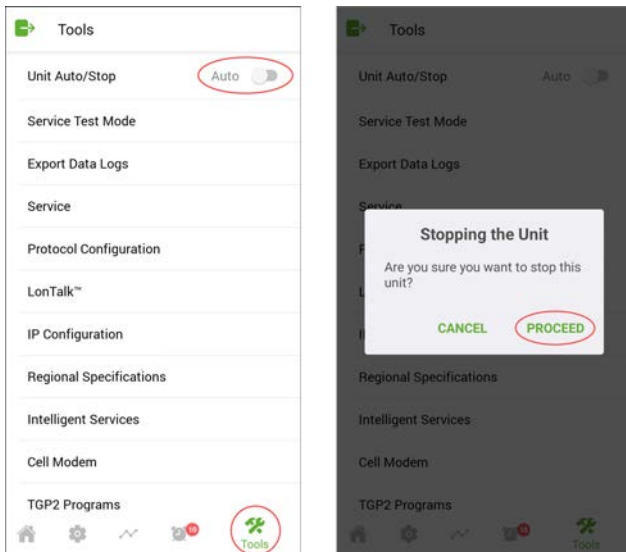 Tools
Unit Auto/Stop Auto
Service Test Mode
Export Data Logs
Service
Protocol Configuration
LonTalk™
IP Configuration
Regional Specifications
Intelligent Services
Cell Modem
TGP2 Programs
Tools
Tools
Unit Auto/Stop Auto
Service Test Mode
Export Data Logs
Service
Stopping the Unit
Are you sure you want to stop this
unit?
CANCEL PROCEED
Regional Specifications
Intelligent Services
Cell Modem
TGP2 Programs
Tools